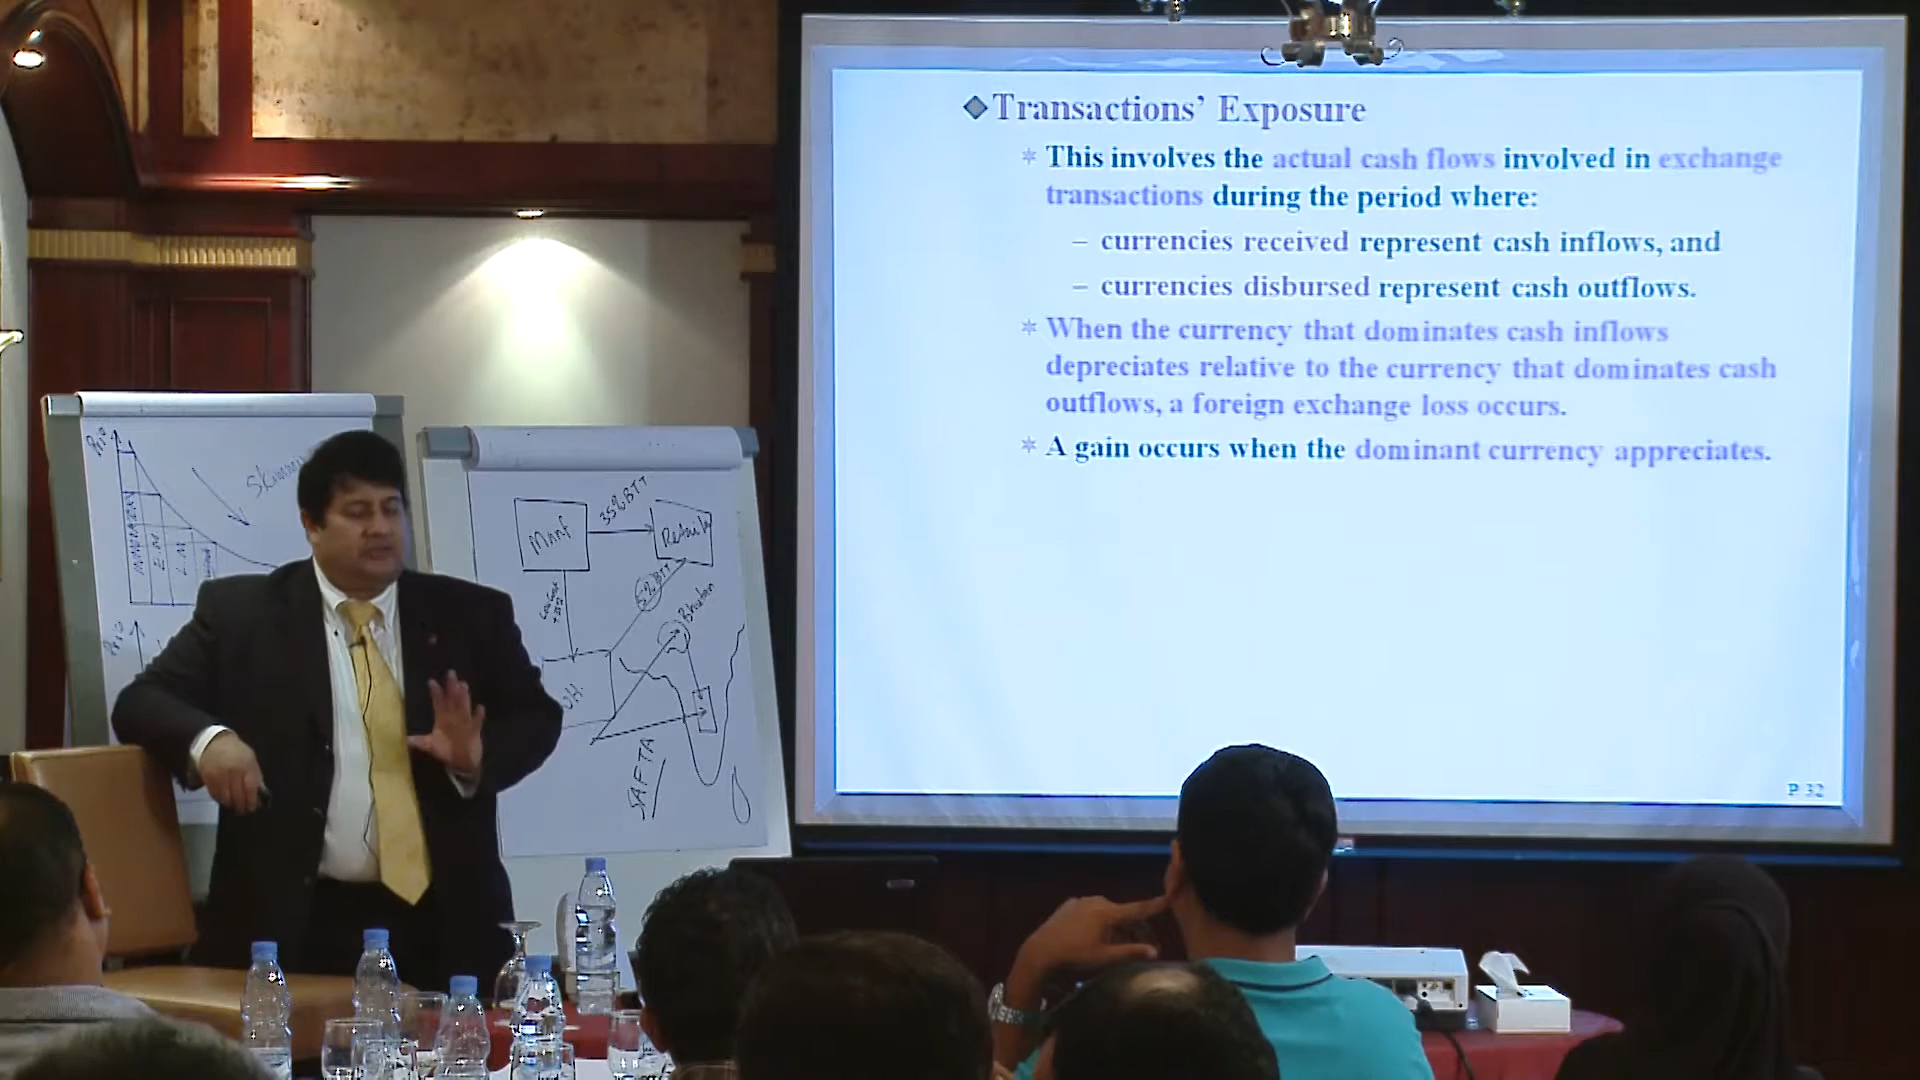 Transactions’ Exposure
* This involves the actual cash flows involved in exchange
transactions during the period where:
– currencies received represent cash inflows, and
– currencies disbursed represent cash outflows.
* When the currency that dominates cash inflows
depreciates relative to the currency that dominates cash
outflows, a foreign exchange loss occurs.
* A gain occurs when the dominant currency appreciates.
P. 32
Manf
35% BTT
Bhutan
SAFTA